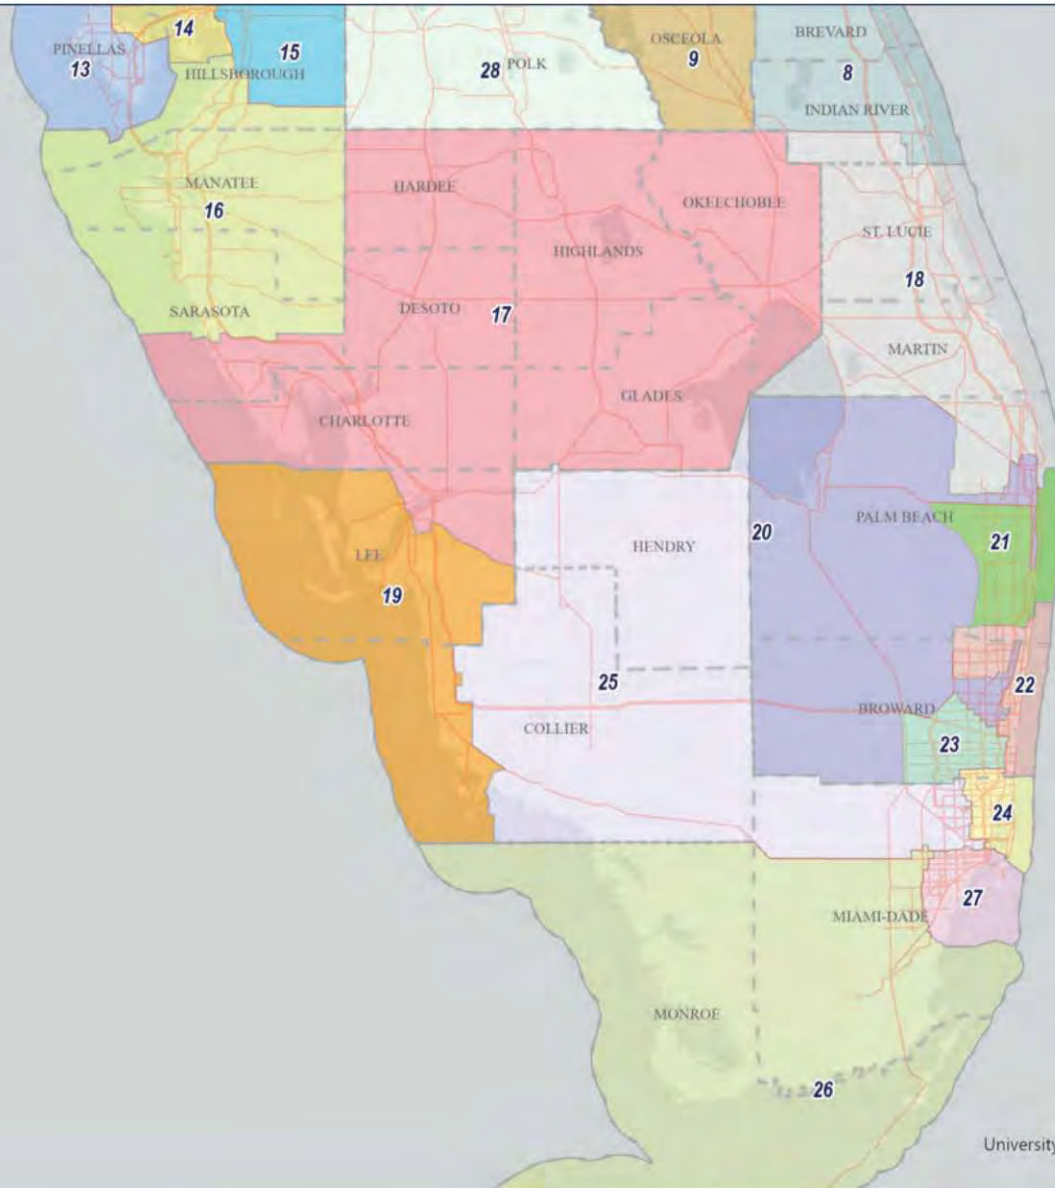 14
BREVARD
OSCEOLA
PINELLAS
15
9
POLK
13
28
8
HILLSBOROUGH
INDIAN RIVER
MANATEE
HARDEE
OKEECHOBEE
16
ST. LUCIE
HIGHLANDS
18
SARASOTA
DESOTO
17
MARTIN
GLADES
CHARLOTTE
PALM BEACH
20
21
HENDRY
LEE
19
25
22
BROWARD
COLLIER
23
24
27
MIAMI-DADE
MONROE
26
University